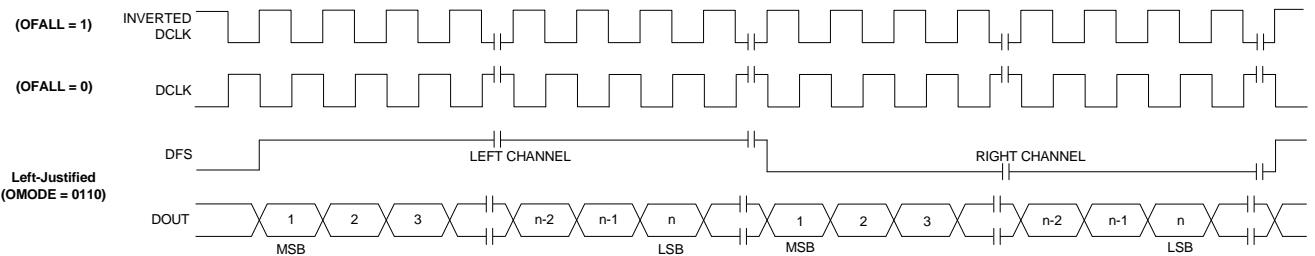 (OFALL = 1)
INVERTED
DCLK
(OFALL = 0)
DCLK
DFS
LEFT CHANNEL
RIGHT CHANNEL
Left-Justified
(OMODE = 0110)
DOUT
1 2 3 n-2 n-1 n 1 2 3 n-2 n-1 n
MSB LSB MSB LSB